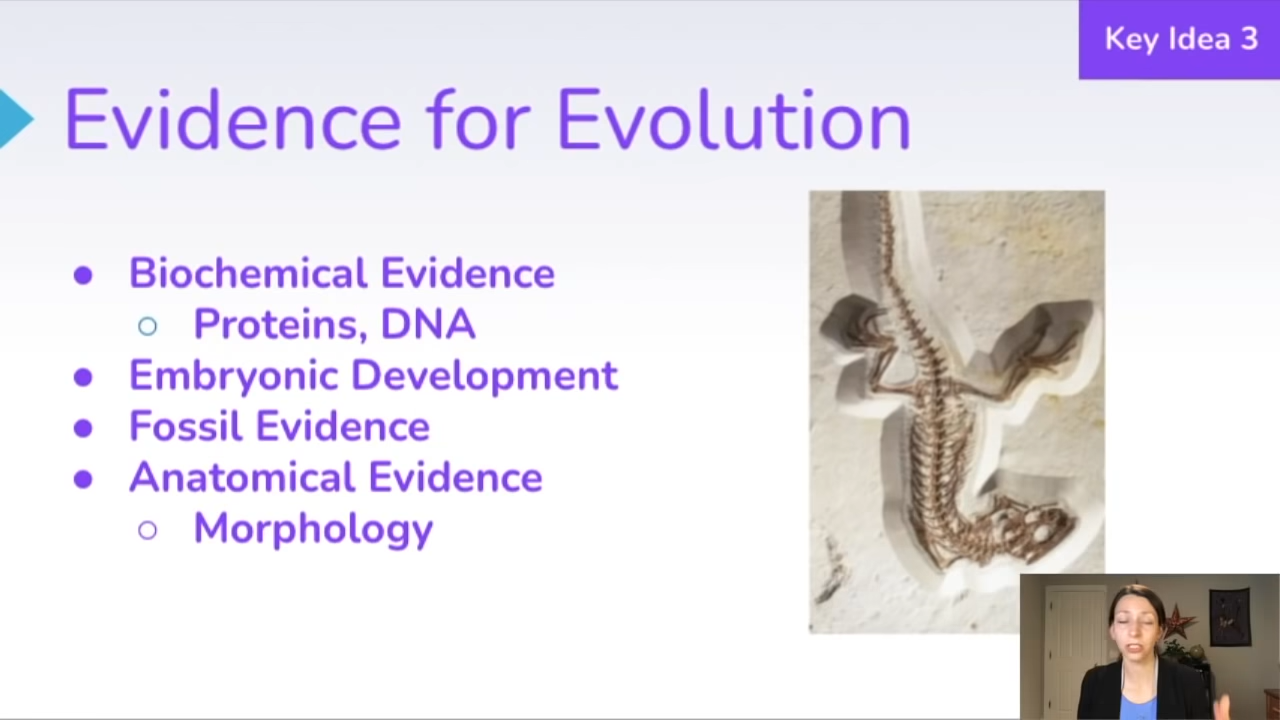 Key Idea 3
Evidence for Evolution
● Biochemical Evidence
○ Proteins, DNA
● Embryonic Development
● Fossil Evidence
● Anatomical Evidence
○ Morphology